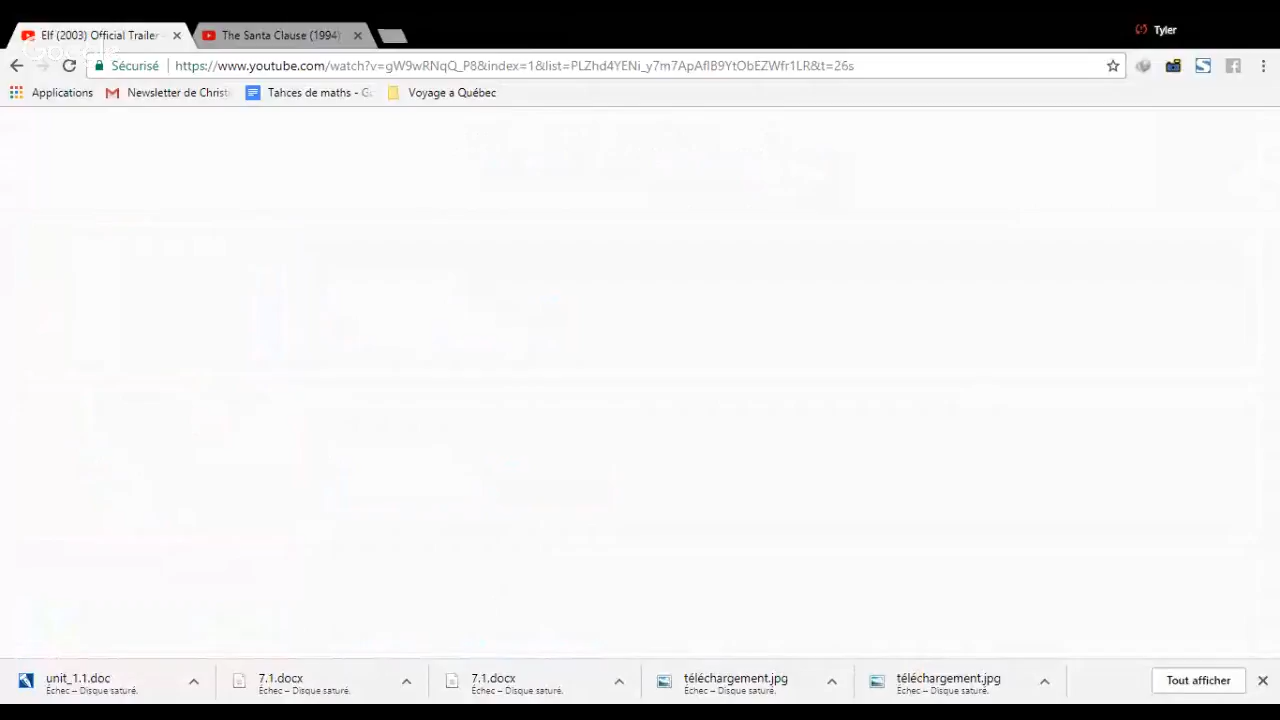 Elf (2003) Official Trailer
The Santa Clause (1994)
Tyler
Sécurisé
https://www.youtube.com/watch?v=gW9wRNqQ_P8&index=1&list=PLZhd4YENi_y7m7ApAflB9YtObEZWfr1LR&t=26s
Applications
Newsletter de Christ
Tahces de maths - Go
Voyage a Québec
unit_1.1.doc
Échec – Disque saturé.
7.1.docx
Échec – Disque saturé.
7.1.docx
Échec – Disque saturé.
téléchargement.jpg
Échec – Disque saturé.
téléchargement.jpg
Échec – Disque saturé.
Tout afficher